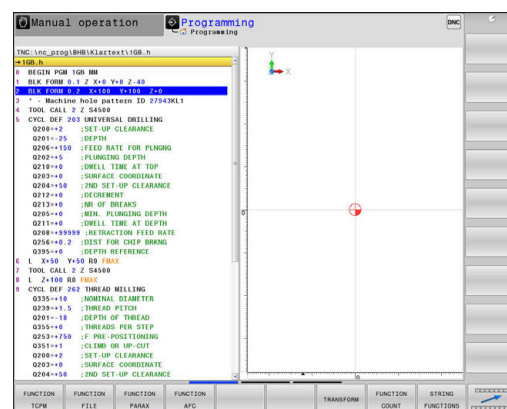 Manual operation
Programming
Programming
DNC
TNC:\nc_prog\BHB\Klartext\1GB.h
→1GB.h
0 BEGIN PGM 1GB MM
1 BLK FORM 0.1 Z X+0 Y+0 Z-40
2 BLK FORM 0.2 X+100 Y+100 Z+0
3 * - Machine hole pattern ID 27943KL1
4 TOOL CALL 2 Z S4500
5 CYCL DEF 203 UNIVERSAL DRILLING
Q200=+2 ;SET-UP CLEARANCE
Q201=-25 ;DEPTH
Q206=+150 ;FEED RATE FOR PLNGNG
Q202=+5 ;PLUNGING DEPTH
Q210=+0 ;DWELL TIME AT TOP
Q203=+0 ;SURFACE COORDINATE
Q204=+50 ;2ND SET-UP CLEARANCE
Q212=+0 ;DECREMENT
Q213=+0 ;NR OF BREAKS
Q205=+0 ;MIN. PLUNGING DEPTH
Q211=+0 ;DWELL TIME AT DEPTH
Q208=+99999 ;RETRACTION FEED RATE
Q256=+0.2 ;DIST FOR CHIP BRKNG
Q395=+0 ;DEPTH REFERENCE
6 L X+50 Y+50 R0 FMAX
7 TOOL CALL 2 Z S4500
8 L Z+100 R0 FMAX
9 CYCL DEF 262 THREAD MILLING
Q335=+10 ;NOMINAL DIAMETER
Q239=+1.5 ;THREAD PITCH
Q201=-18 ;DEPTH OF THREAD
Q355=+0 ;THREADS PER STEP
Q253=+750 ;F PRE-POSITIONING
Q351=+1 ;CLIMB OR UP-CUT
Q200=+2 ;SET-UP CLEARANCE
Q203=+0 ;SURFACE COORDINATE
Q204=+50 ;2ND SET-UP CLEARANCE
Y
X
0
0
FUNCTION TCPM
FUNCTION FILE
FUNCTION PARAX
FUNCTION AFC
TRANSFORM
FUNCTION COUNT
STRING FUNCTIONS